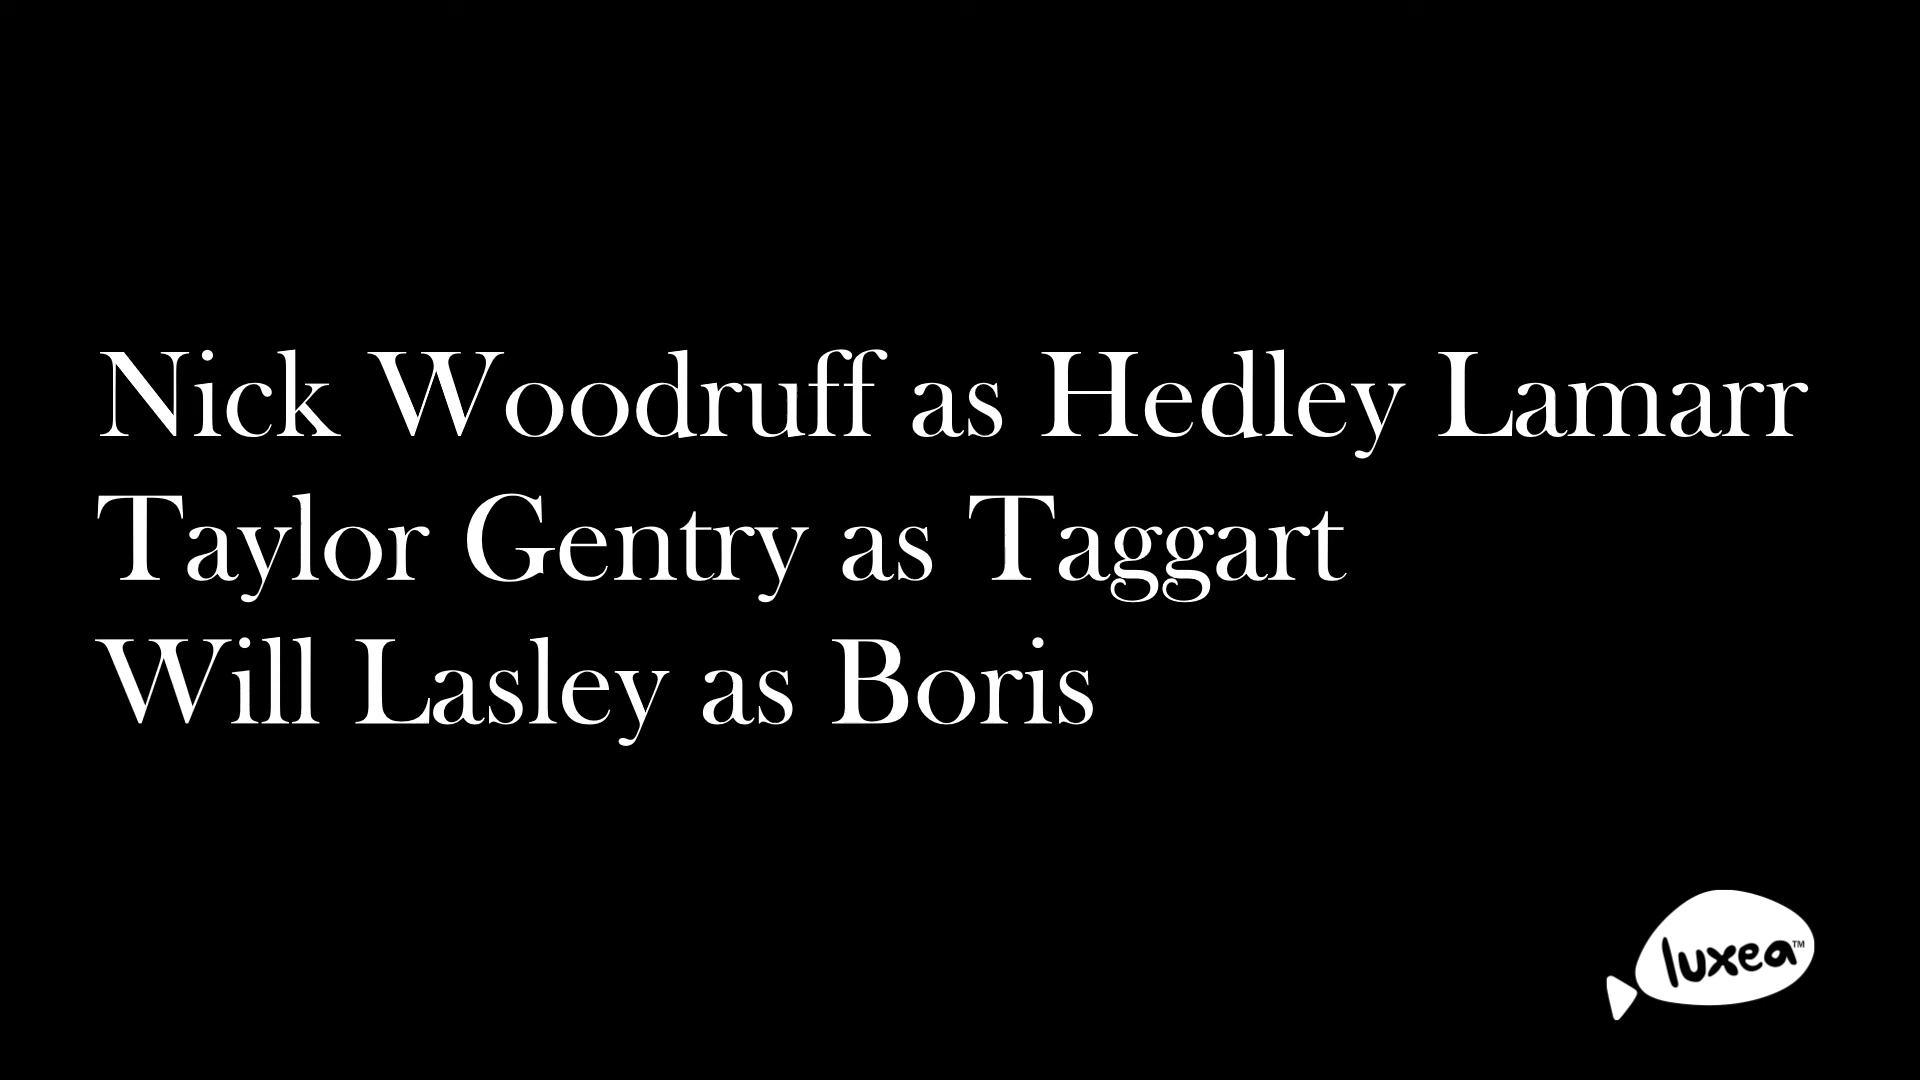 Nick Woodruff as Hedley Lamarr
Taylor Gentry as Taggart
Will Lasley as Boris
luxea™